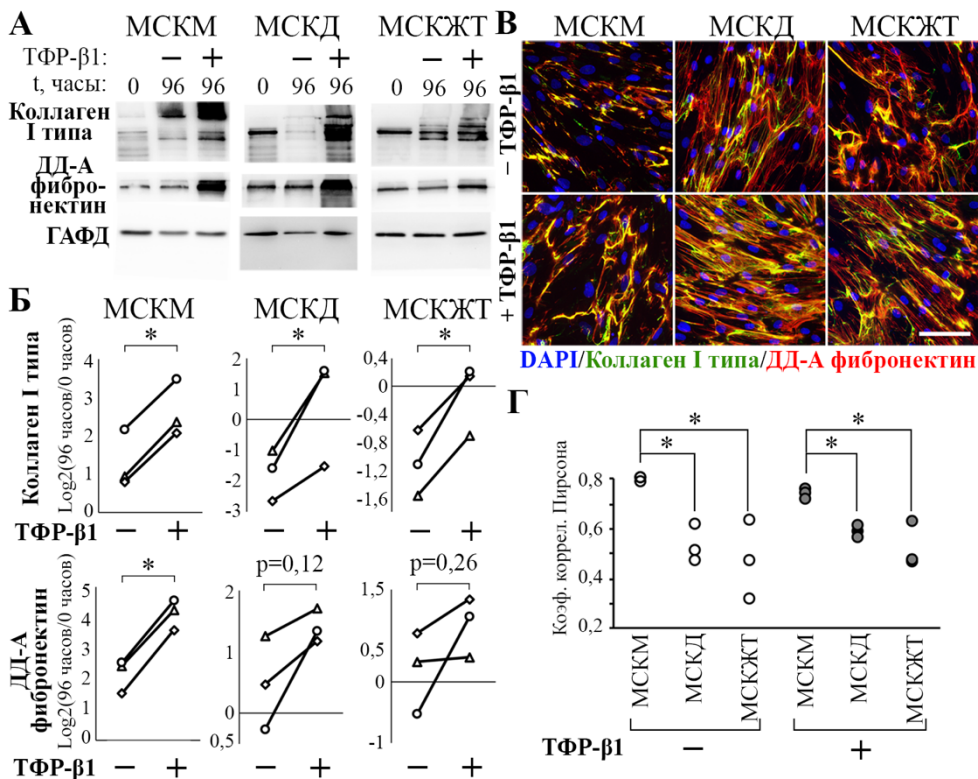 А
МСКМ МСКД МСКЖТ
ТФР-β1: − + − + − +
t, часы: 0 96 96 0 96 96 0 96 96
Коллаген
I типа
ДД-А
фибро-
нектин
ГАФД
Б
МСКМ МСКД МСКЖТ
* * *
Коллаген I типа
Log2(96 часов/0 часов)
4
3
2
1
0
2
1
0
-1
-2
-3
0,4
0
-0,4
-0,8
-1,2
-1,6
ТФР-β1 − + − + − +
* p=0,12 p=0,26
ДД-А
фибронектин
Log2(96 часов/0 часов)
5
4
3
2
1
0
2
1
0
0,5
1,5
0,5
0
-1
ТФР-β1 − + − + − +
В
МСКМ МСКД МСКЖТ
− ТФР-β1
+ ТФР-β1
DAPI/Коллаген I типа/ДД-А фибронектин
Г
* * * *
Коэф. коррел. Пирсона
0,8
0,6
0,4
0,2
МСКМ МСКД МСКЖТ МСКМ МСКД МСКЖТ
ТФР-β1 − +